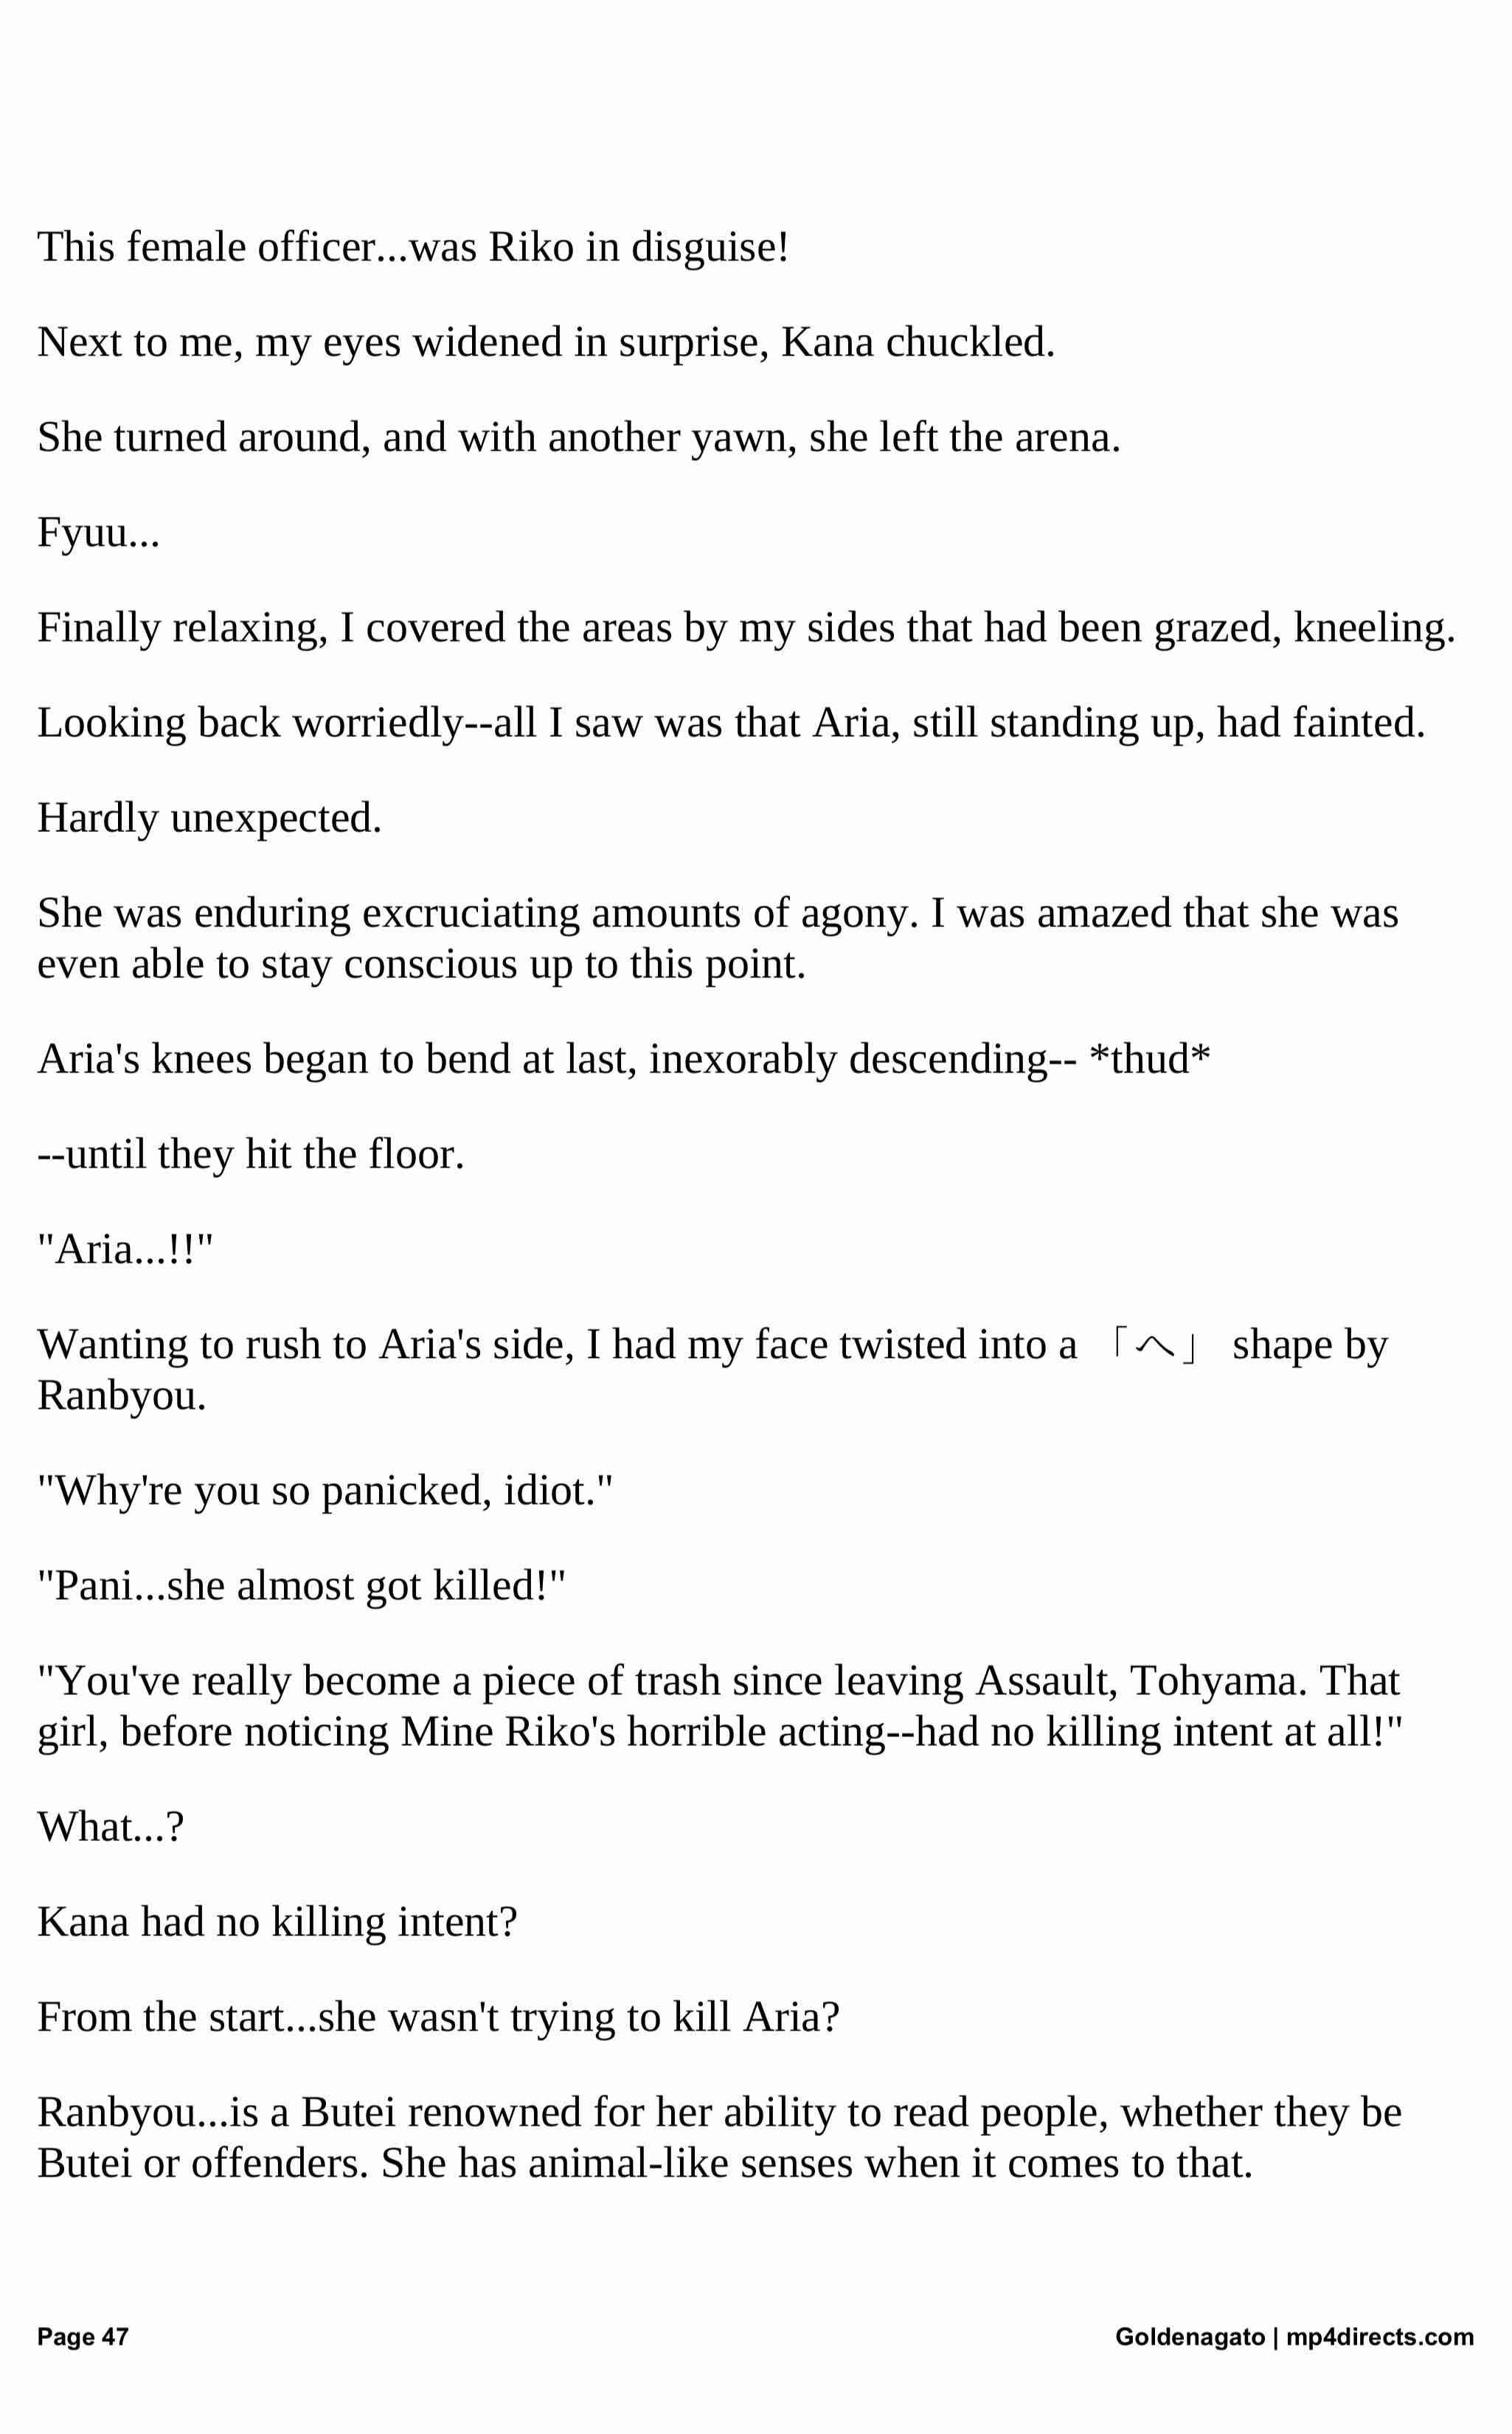 This female officer...was Riko in disguise!
Next to me, my eyes widened in surprise, Kana chuckled.
She turned around, and with another yawn, she left the arena.
Fyuu...
Finally relaxing, I covered the areas by my sides that had been grazed, kneeling.
Looking back worriedly--all I saw was that Aria, still standing up, had fainted.
Hardly unexpected.
She was enduring excruciating amounts of agony. I was amazed that she was
even able to stay conscious up to this point.
Aria's knees began to bend at last, inexorably descending-- *thud*
--until they hit the floor.
"Aria...!!"
Wanting to rush to Aria's side, I had my face twisted into a 「へ」 shape by
Ranbyou.
"Why're you so panicked, idiot."
"Pani...she almost got killed!"
"You've really become a piece of trash since leaving Assault, Tohyama. That
girl, before noticing Mine Riko's horrible acting--had no killing intent at all!"
What...?
Kana had no killing intent?
From the start...she wasn't trying to kill Aria?
Ranbyou...is a Butei renowned for her ability to read people, whether they be
Butei or offenders. She has animal-like senses when it comes to that.
Page 47
Goldenagato | mp4directs.com